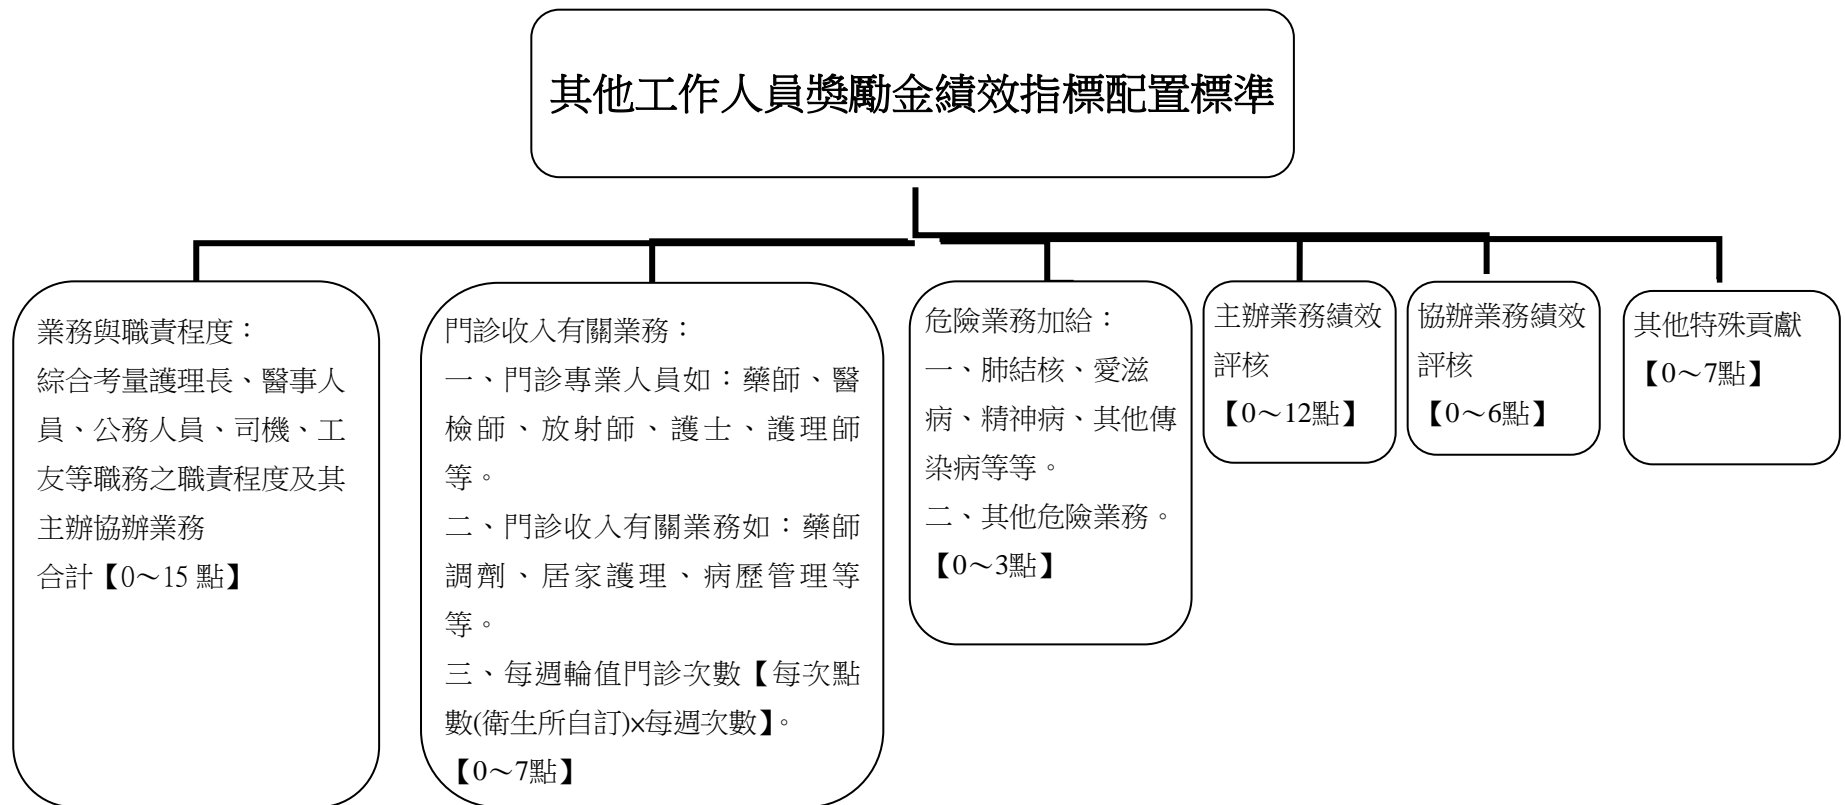 其他工作人員獎勵金績效指標配置標準
業務與職責程度：
綜合考量護理長、醫事人
員、公務人員、司機、工
友等職務之職責程度及其
主辦協辦業務
合計【0～15 點】
門診收入有關業務：
一、門診專業人員如：藥師、醫
檢師、放射師、護士、護理師
等。
二、門診收入有關業務如：藥師
調劑、居家護理、病歷管理等
等。
三、每週輪值門診次數【每次點
數(衛生所自訂)×每週次數】。
【0～7點】
危險業務加給：
一、肺結核、愛滋
病、精神病、其他傳
染病等等。
二、其他危險業務。
【0～3點】
主辦業務績效
評核
【0～12點】
協辦業務績效
評核
【0～6點】
其他特殊貢獻
【0～7點】